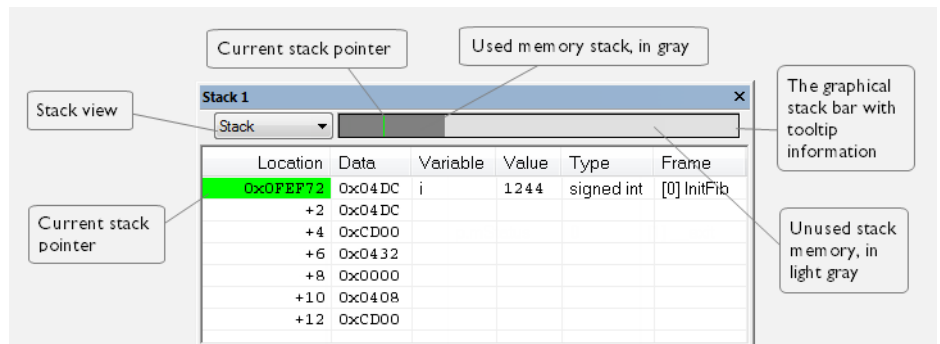 Current stack pointer
Used memory stack, in gray
The graphical
stack bar with
tooltip
information
Stack view
Stack 1
Stack
Location Data Variable Value Type Frame
0x0FEF72 0x04DC i 1244 signed int [0] InitFib
+2 0x04DC
+4 0xCD00
+6 0x0432
+8 0x0000
+10 0x0408
+12 0xCD00
Current stack
pointer
Unused stack
memory, in
light gray